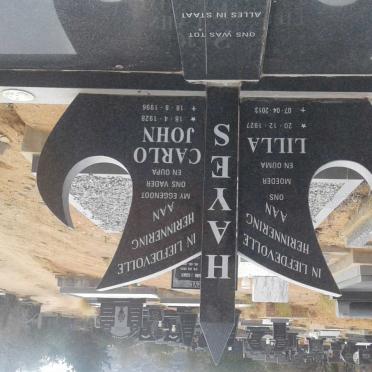 HAYES
IN LIEFDEVOLLE
HERINNERING
AAN
ONS
MOEDER
EN OUMA
LILLA
20-12-1927
07-04-2013
IN LIEFDEVOLLE
HERINNERING
AAN
MY EGGENOOT
ONS VADER
EN OUPA
CARLO
JOHN
18-4-1928
18-8-1996
ONS WAS TOT
ALLES IN STAAT